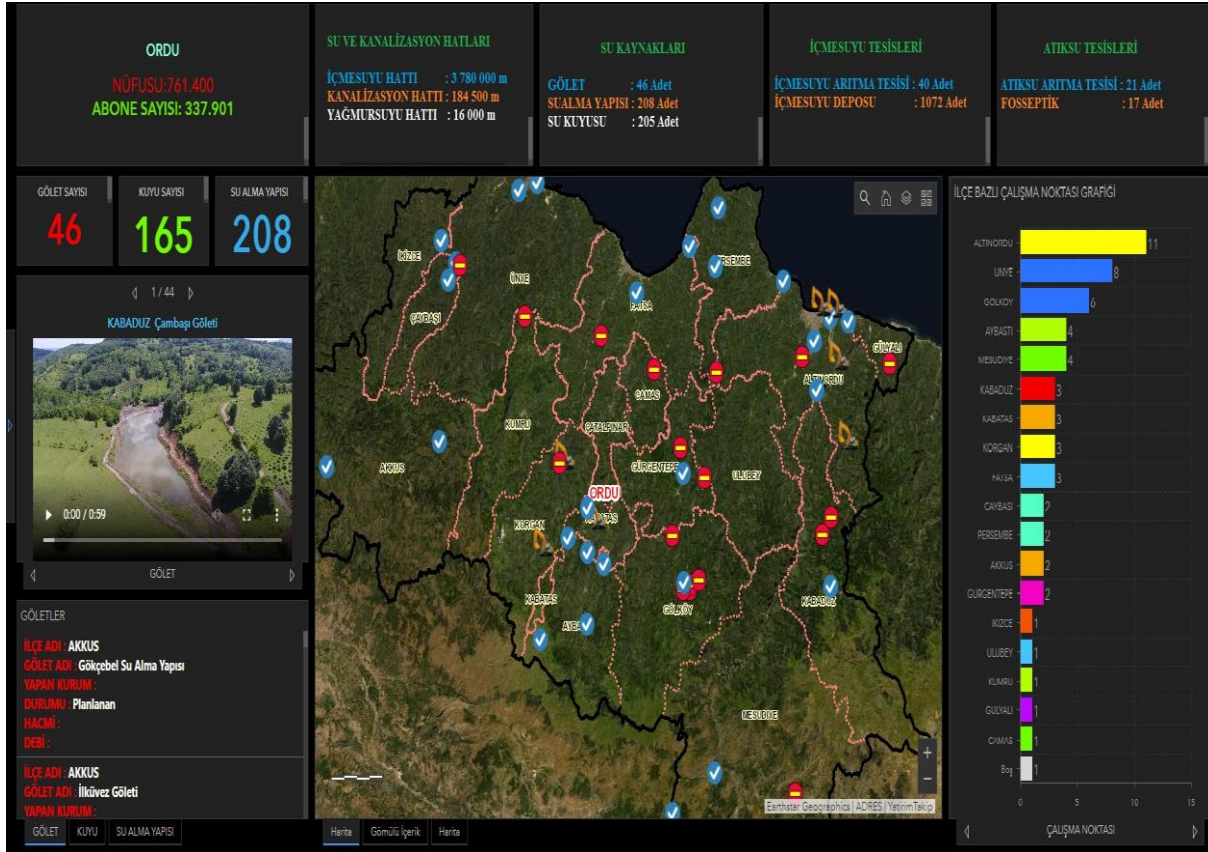 ORDU
NÜFUSU:761.400
ABONE SAYISI: 337.901
SU VE KANALİZASYON HATLARI
İÇMESUYU HATTI : 3 780 000 m
KANALİZASYON HATTI : 184 500 m
YAĞMURSUYU HATTI : 16 000 m
SU KAYNAKLARI
GÖLET : 46 Adet
SUALMA YAPISI : 208 Adet
SU KUYUSU : 205 Adet
İÇMESUYU TESİSLERİ
İÇMESUYU ARITMA TESİSİ : 40 Adet
İÇMESUYU DEPOSU : 1072 Adet
ATIKSU TESİSLERİ
ATIKSU ARITMA TESİSİ : 21 Adet
FOSSEPTİK : 17 Adet
GÖLET SAYISI
46
KUYU SAYISI
165
SU ALMA YAPISI
208
1 / 44
KABADUZ Çambaşı Göleti
0:00 / 0:59
GÖLET
GÖLETLER
İLÇE ADI : AKKUS
GÖLET ADI : Gökçebel Su Alma Yapısı
YAPAN KURUM :
DURUMU : Planlanan
HACMİ :
DEBİ :
İLÇE ADI : AKKUS
GÖLET ADI : İlküvez Göleti
YAPAN KURUM :
GÖLET KUYU SU ALMA YAPISI
İKİZCE
ÜNYE
FATSA
ÇAYBAŞI
GÜLYALI
ALTINORDU
ÇAMAŞ
KUMRU
ÇATALPINAR
AKKUS
GÜRGENTEPE
ULUBEY
ORDU
KORGAN
KABATAS
GÖLKÖY
KABADUZ
MESUDIYE
Earthstar Geographics | ADRES | YatirimTakip
Harita Gömülü İçerik Harita
İLÇE BAZLI ÇALIŞMA NOKTASI GRAFİĞİ
ALTINORDU 11
UNYE 8
GOLKOY 6
AYBASTI 4
MESUDIYE 4
KABADUZ 3
KABATAS 3
KORGAN 3
FATSA 3
CAYBASI 2
PERSEMBE 2
AKKUS 2
GURGENTEPE 2
IKIZCE 1
ULUBEY 1
KUMRU 1
GULYALI 1
CAMAS 1
Boş 1
0 5 10 15
ÇALIŞMA NOKTASI